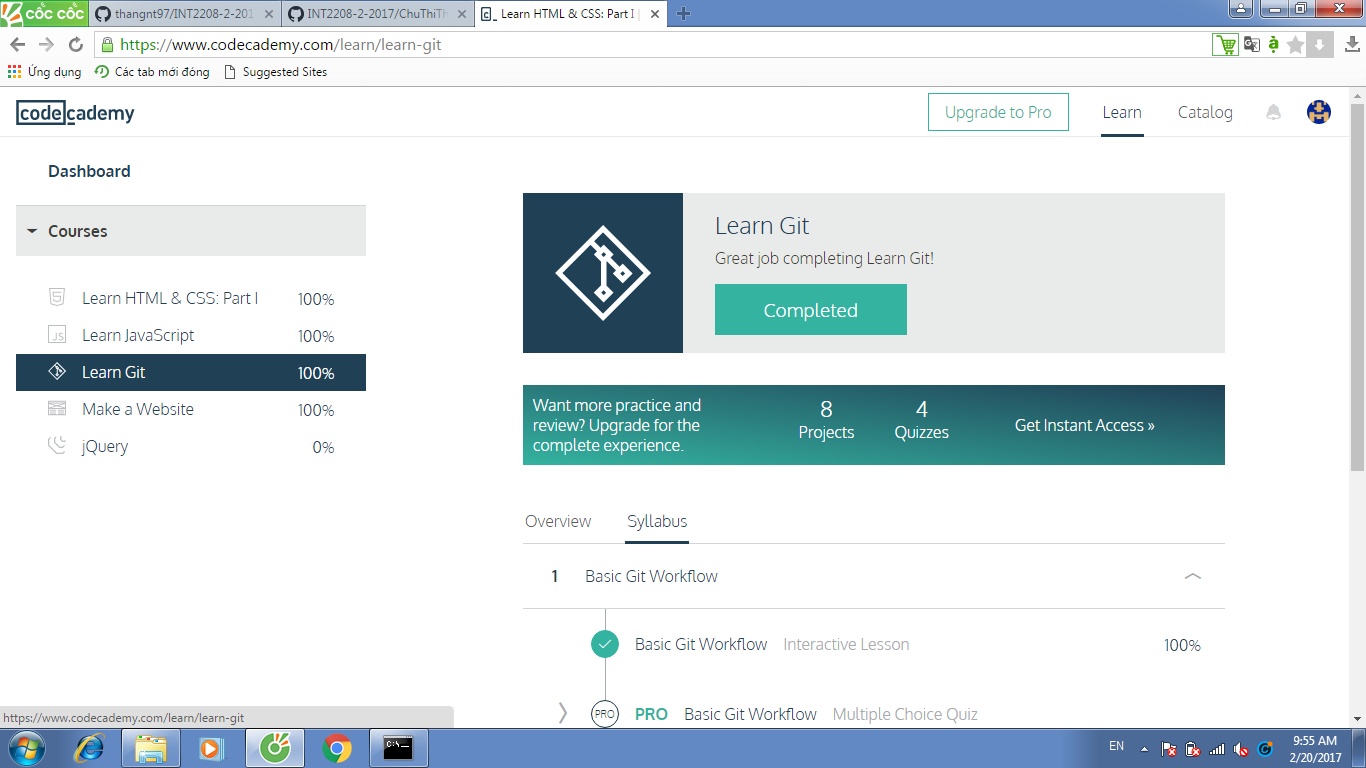 cốc cốc
thangnt97/INT2208-2-201
INT2208-2-2017/ChuThiTh
Learn HTML & CSS: Part I |
https://www.codecademy.com/learn/learn-git
Ứng dụng
Các tab mới đóng
Suggested Sites
codecademy
Upgrade to Pro
Learn
Catalog
Dashboard
Courses
Learn HTML & CSS: Part I 100%
JS Learn JavaScript 100%
Learn Git 100%
Make a Website 100%
jQuery 0%
Learn Git
Great job completing Learn Git!
Completed
Want more practice and
review? Upgrade for the
complete experience.
8
Projects
4
Quizzes
Get Instant Access »
Overview
Syllabus
1 Basic Git Workflow
Basic Git Workflow Interactive Lesson 100%
PRO PRO Basic Git Workflow Multiple Choice Quiz
https://www.codecademy.com/learn/learn-git
C:\
EN
9:55 AM
2/20/2017